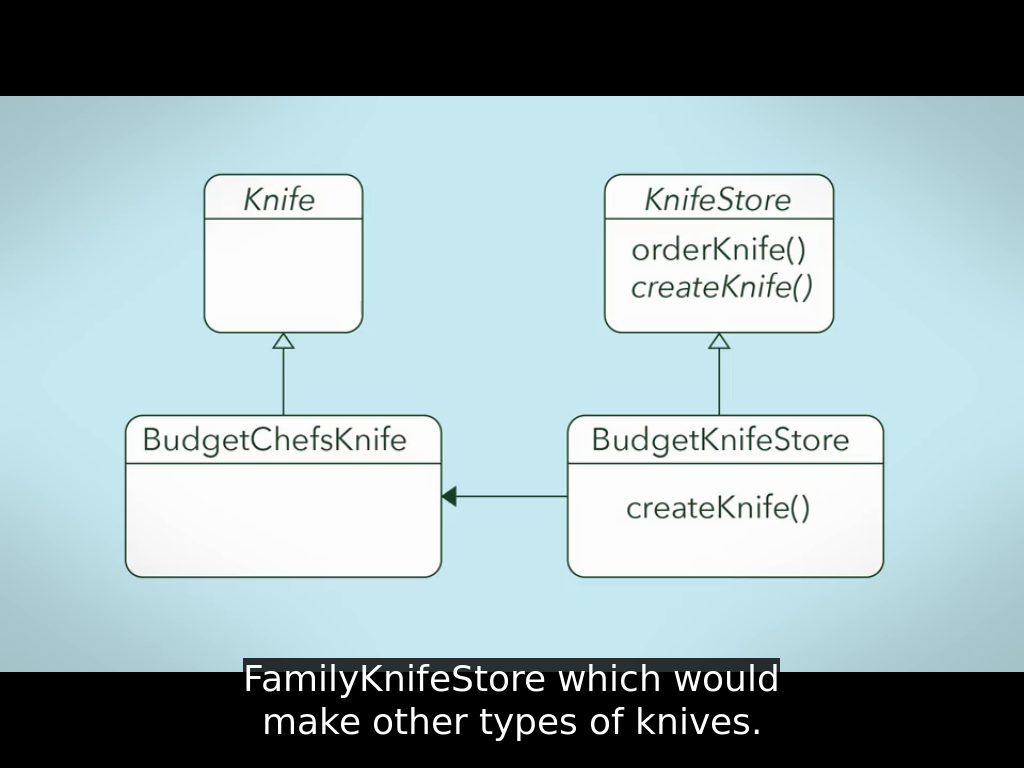 Knife
KnifeStore
orderKnife()
createKnife()
BudgetChefsKnife
BudgetKnifeStore
createKnife()
FamilyKnifeStore which would
make other types of knives.